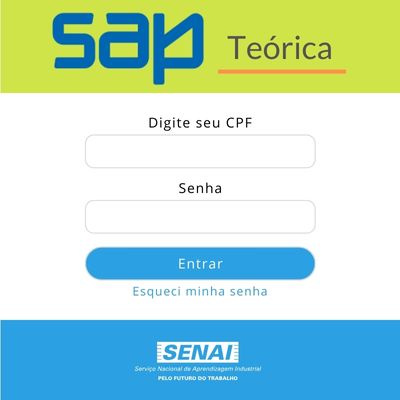 sap Teórica
Digite seu CPF
Senha
Entrar
Esqueci minha senha
SENAI
Serviço Nacional de Aprendizagem Industrial
PELO FUTURO DO TRABALHO